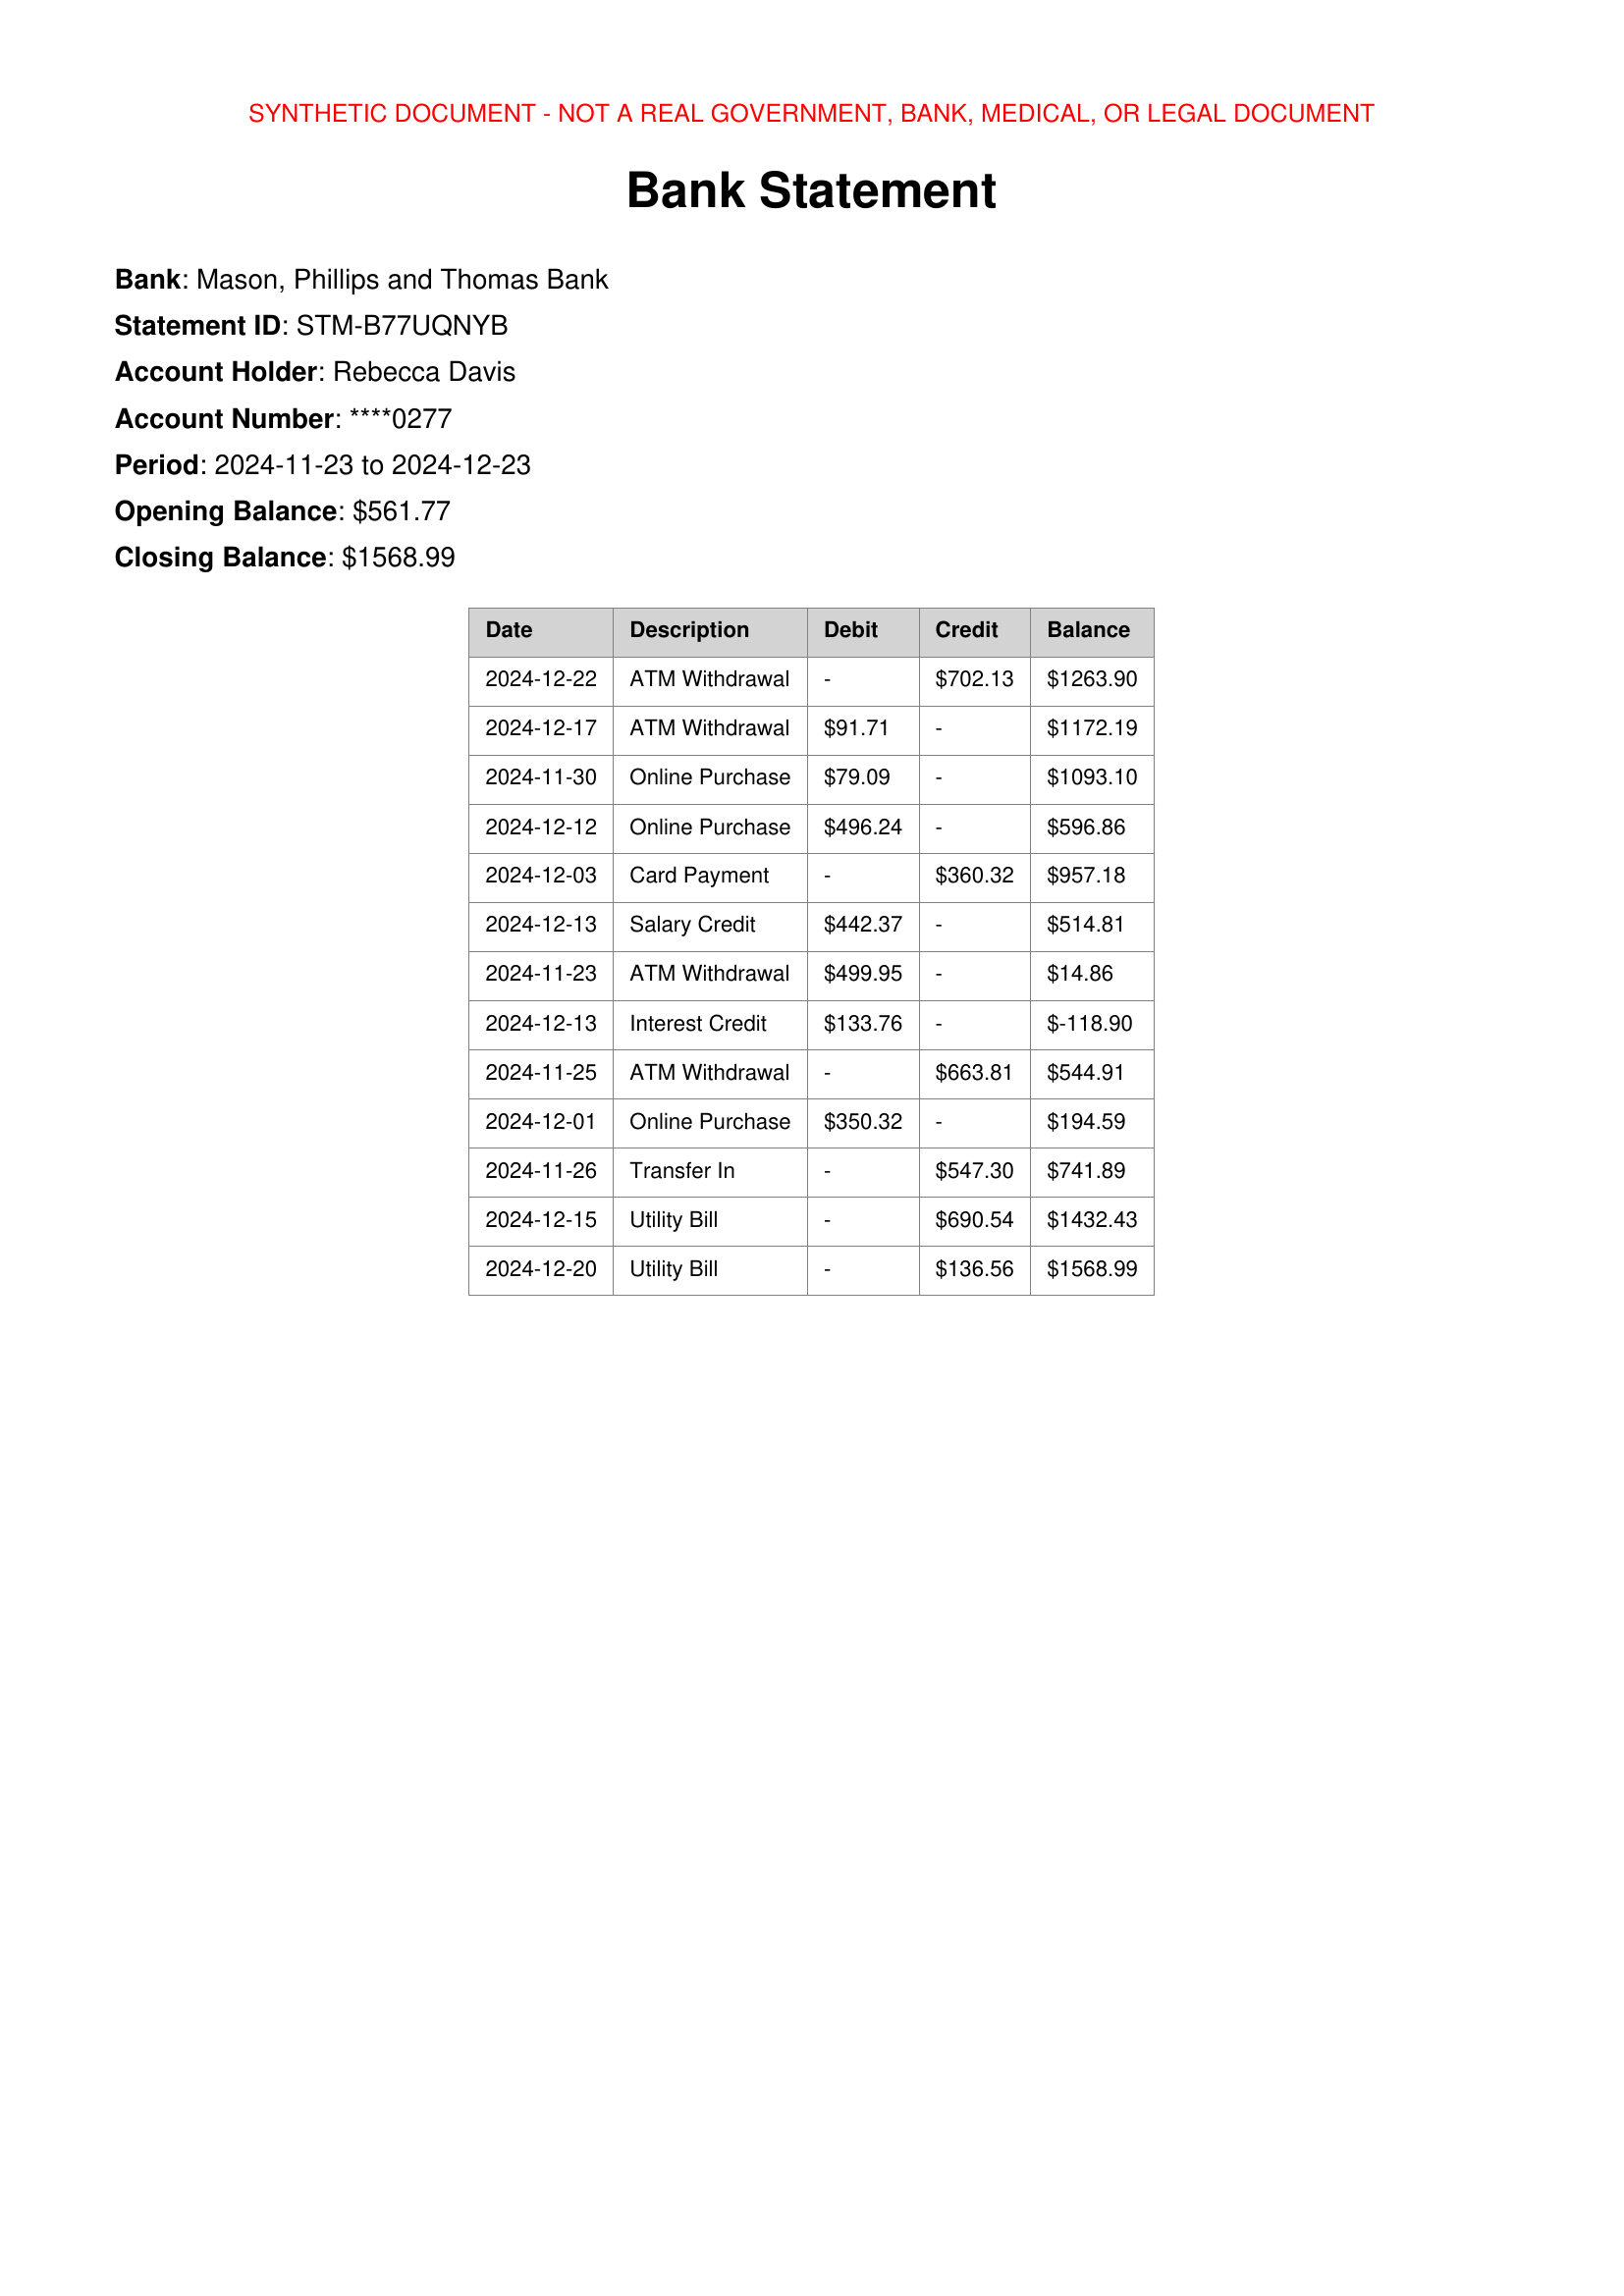 SYNTHETIC DOCUMENT - NOT A REAL GOVERNMENT, BANK, MEDICAL, OR LEGAL DOCUMENT
Bank Statement
Bank: Mason, Phillips and Thomas Bank
Statement ID: STM-B77UQNYB
Account Holder: Rebecca Davis
Account Number: ****0277
Period: 2024-11-23 to 2024-12-23
Opening Balance: $561.77
Closing Balance: $1568.99
Date Description Debit Credit Balance
2024-12-22 ATM Withdrawal - $702.13 $1263.90
2024-12-17 ATM Withdrawal $91.71 - $1172.19
2024-11-30 Online Purchase $79.09 - $1093.10
2024-12-12 Online Purchase $496.24 - $596.86
2024-12-03 Card Payment - $360.32 $957.18
2024-12-13 Salary Credit $442.37 - $514.81
2024-11-23 ATM Withdrawal $499.95 - $14.86
2024-12-13 Interest Credit $133.76 - $-118.90
2024-11-25 ATM Withdrawal - $663.81 $544.91
2024-12-01 Online Purchase $350.32 - $194.59
2024-11-26 Transfer In - $547.30 $741.89
2024-12-15 Utility Bill - $690.54 $1432.43
2024-12-20 Utility Bill - $136.56 $1568.99